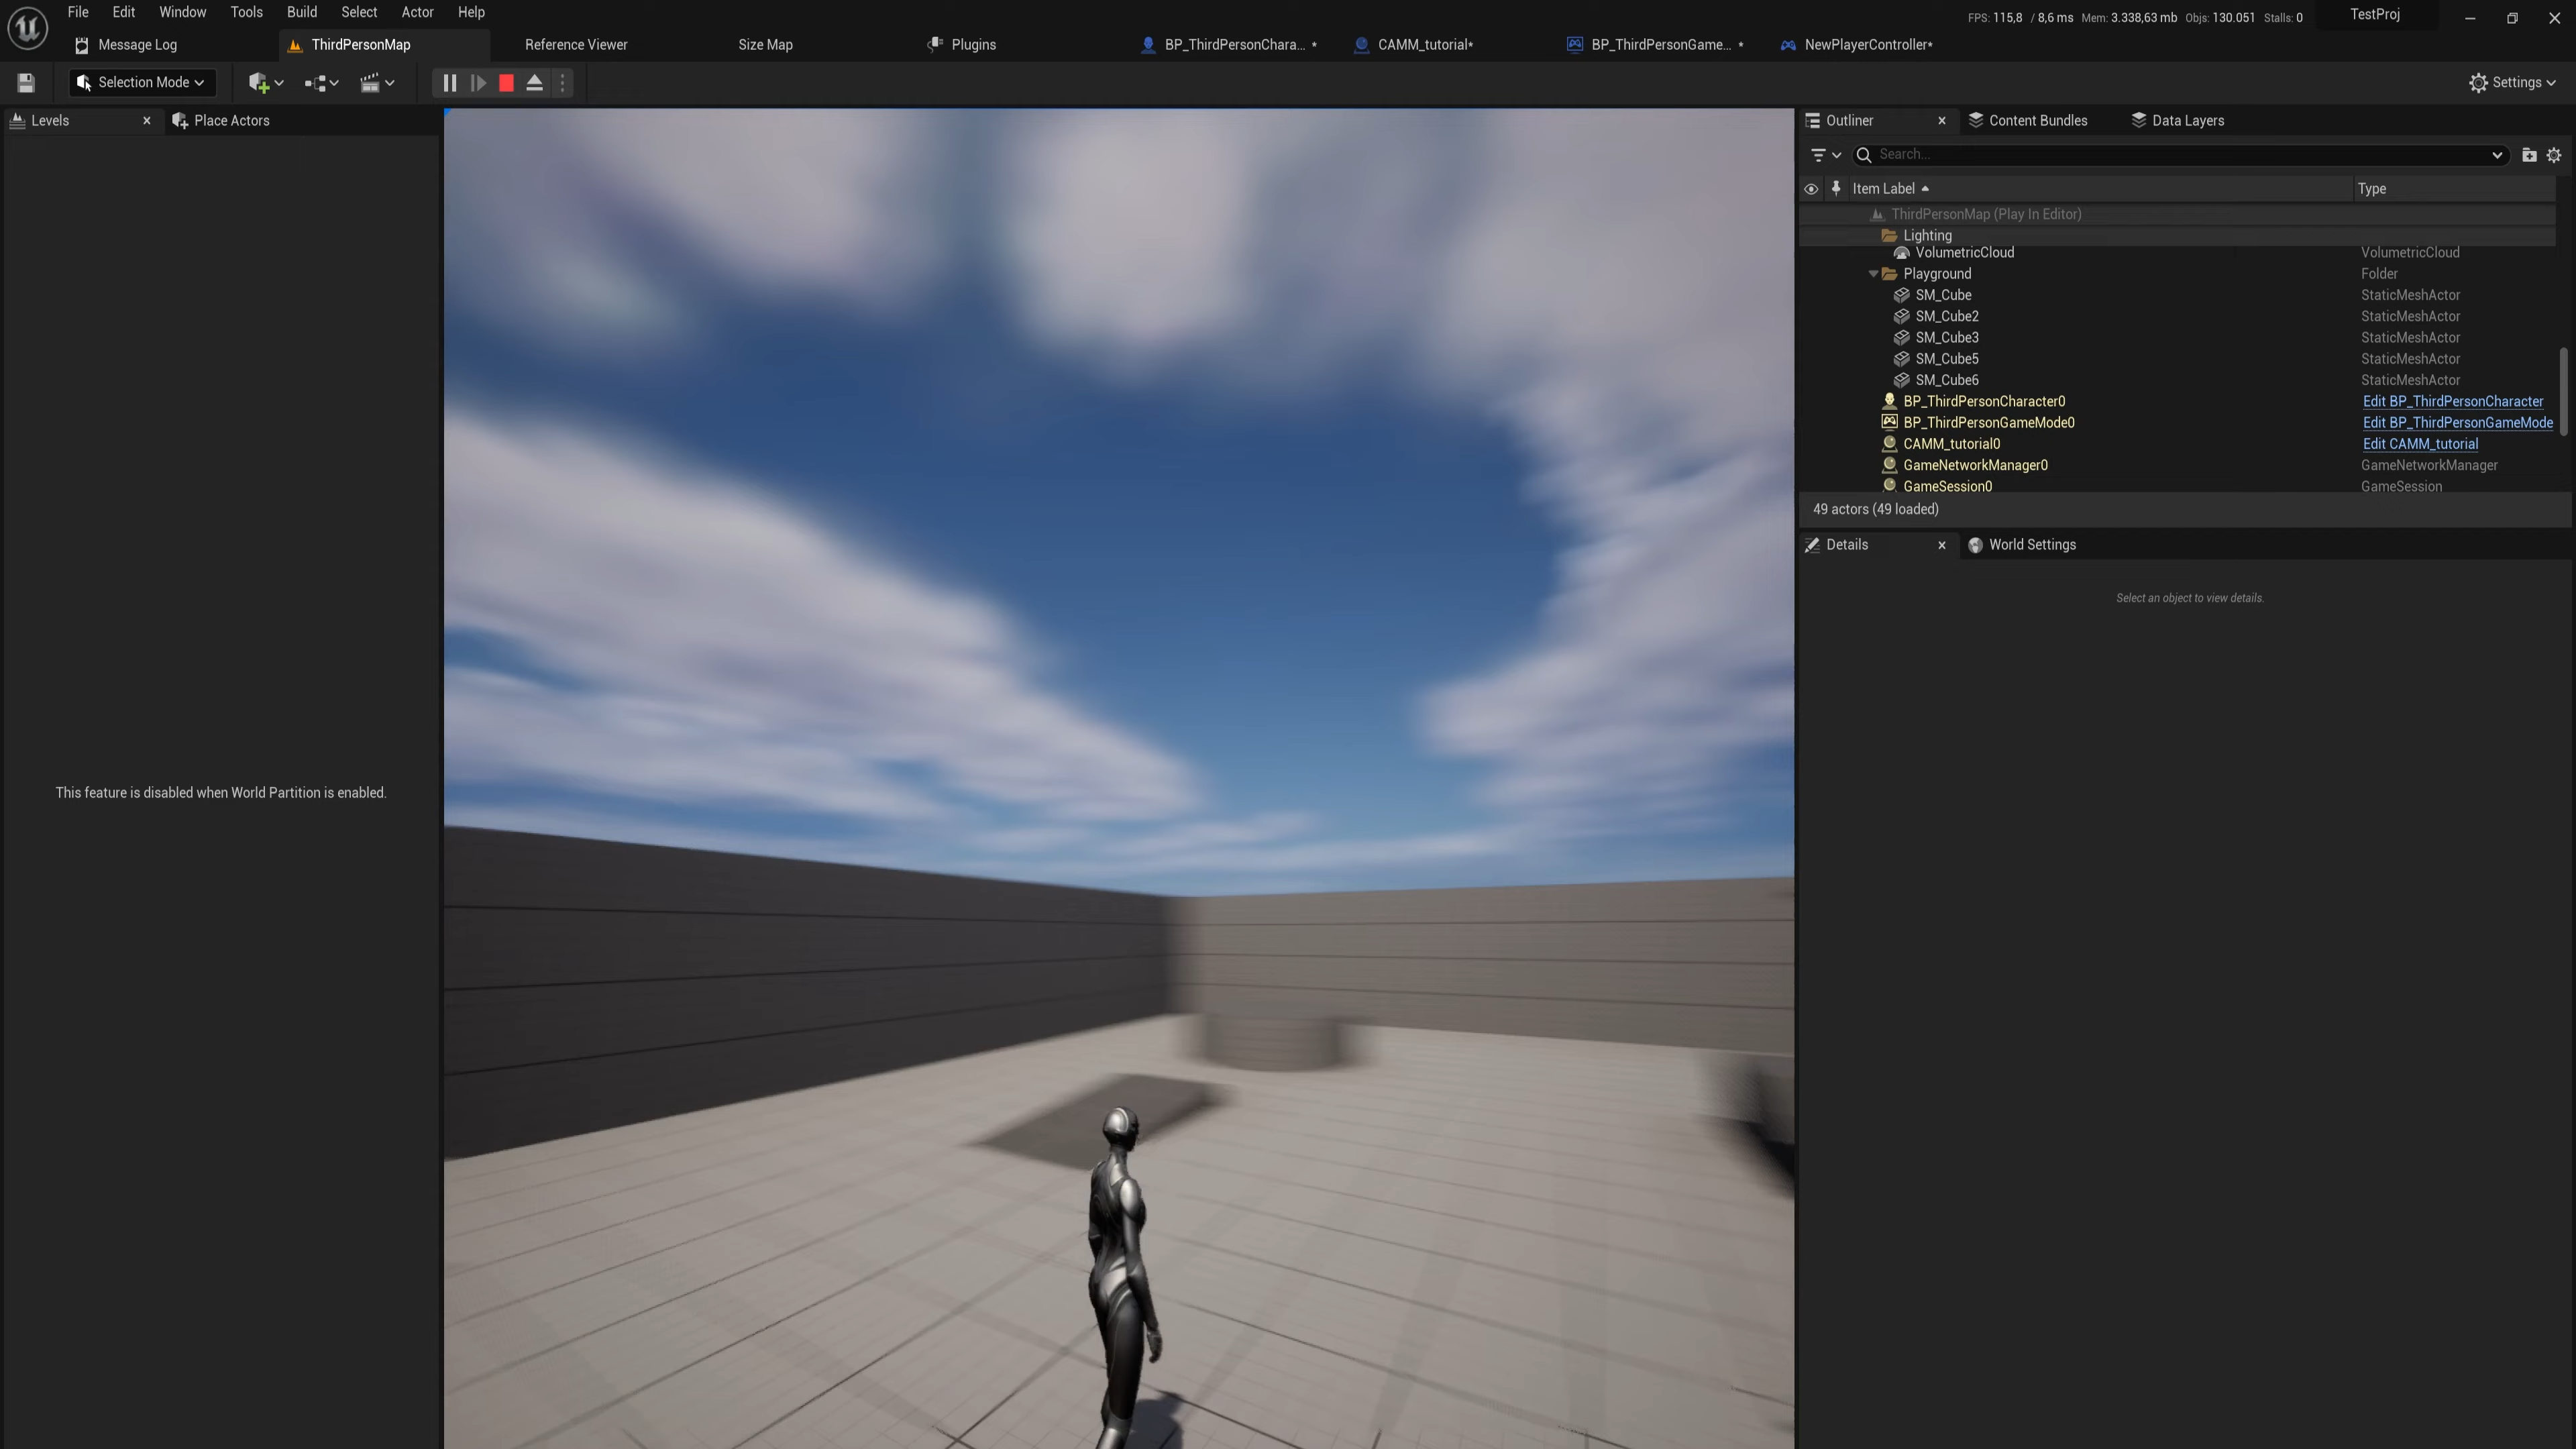 File Edit Window Tools Build Select Actor Help
FPS: 115,8 / 8,6 ms Mem: 3.338,63 mb Objs: 130.051 Stalls: 0
TestProj
Message Log
ThirdPersonMap
Reference Viewer
Size Map
Plugins
BP_ThirdPersonChara... *
CAMM_tutorial*
BP_ThirdPersonGame... *
NewPlayerController*
Selection Mode
Settings
Levels
Place Actors
Outliner
Content Bundles
Data Layers
Search...
Item Label
Type
ThirdPersonMap (Play In Editor)
Lighting
VolumetricCloud VolumetricCloud
Playground Folder
SM_Cube StaticMeshActor
SM_Cube2 StaticMeshActor
SM_Cube3 StaticMeshActor
SM_Cube5 StaticMeshActor
SM_Cube6 StaticMeshActor
BP_ThirdPersonCharacter0 Edit BP_ThirdPersonCharacter
BP_ThirdPersonGameMode0 Edit BP_ThirdPersonGameMode
CAMM_tutorial0 Edit CAMM_tutorial
GameNetworkManager0 GameNetworkManager
GameSession0 GameSession
49 actors (49 loaded)
Details
World Settings
Select an object to view details.
This feature is disabled when World Partition is enabled.